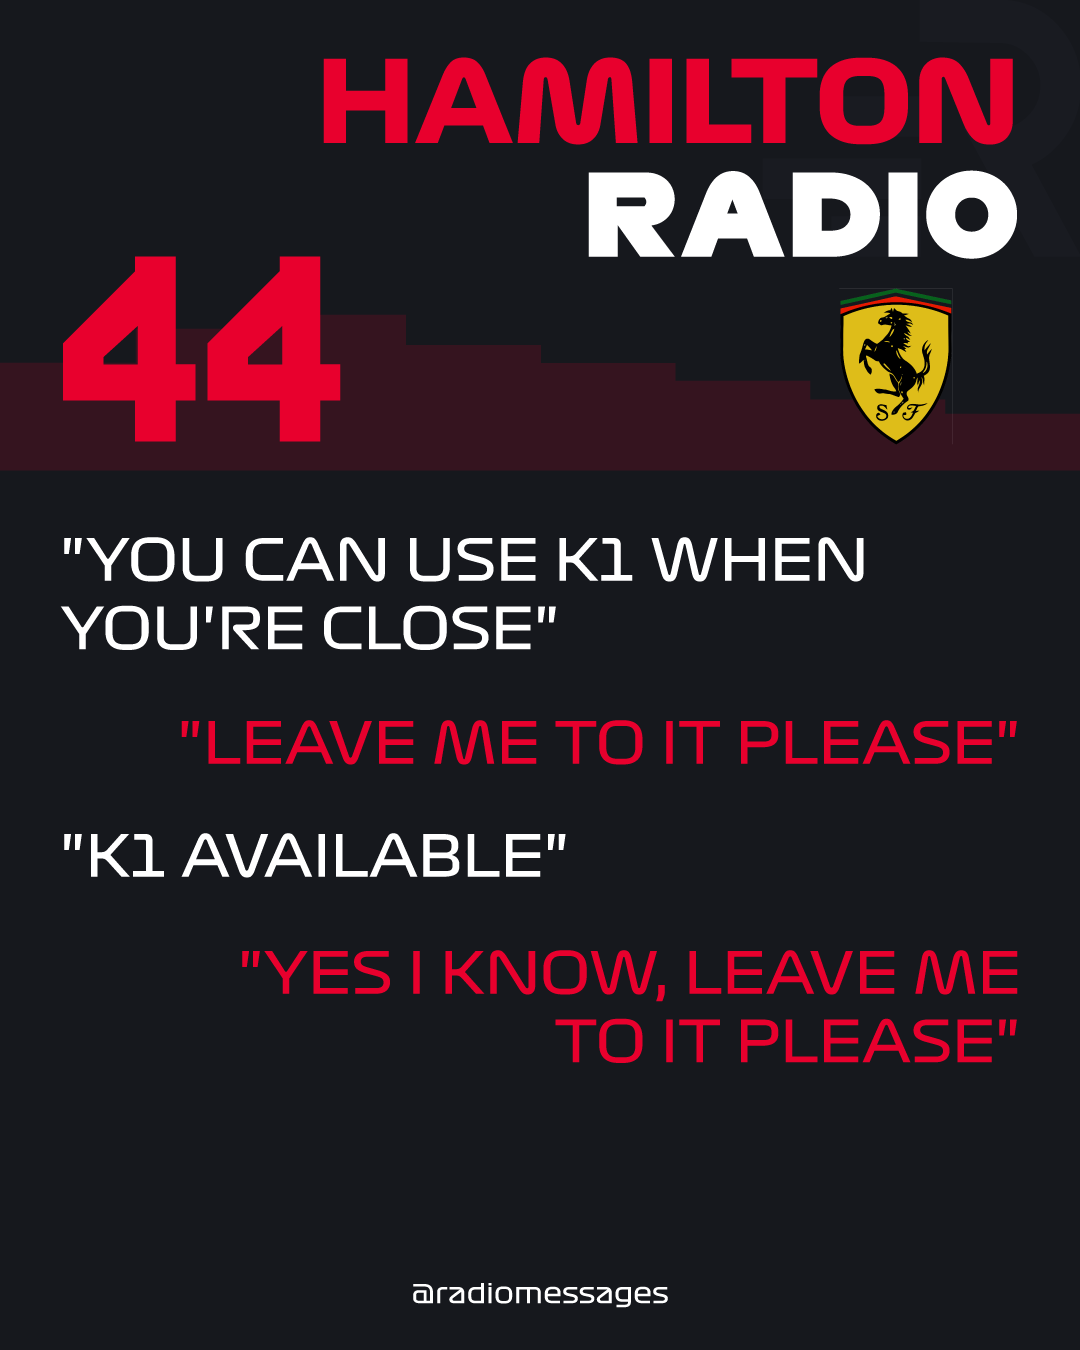 HAMILTON
RADIO
44
S F
"YOU CAN USE K1 WHEN
YOU'RE CLOSE"
"LEAVE ME TO IT PLEASE"
"K1 AVAILABLE"
"YES I KNOW, LEAVE ME
TO IT PLEASE"
@radiomessages